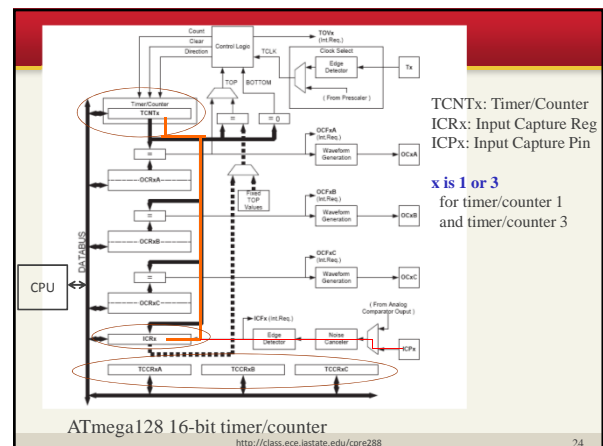 Count
Clear
Direction
Control Logic
TOVx
(Int.Req.)
TCLK
Clock Select
Edge
Detector
Tx
TOP
BOTTOM
( From Prescaler )
Timer/Counter
TCNTx
=
= 0
OCFxA
(Int.Req.)
=
Waveform
Generation
OCxA
OCRxA
Fixed
TOP
Values
OCFxB
(Int.Req.)
=
Waveform
Generation
OCxB
OCRxB
DATABUS
OCFxC
(Int.Req.)
=
Waveform
Generation
OCxC
CPU
OCRxC
( From Analog
Comparator Ouput )
ICFx (Int.Req.)
ICRx
Edge
Detector
Noise
Canceler
ICPx
TCCRxA
TCCRxB
TCCRxC
TCNTx: Timer/Counter
ICRx: Input Capture Reg
ICPx: Input Capture Pin
x is 1 or 3
for timer/counter 1
and timer/counter 3
ATmega128 16-bit timer/counter
http://class.ece.iastate.edu/cpre288
24